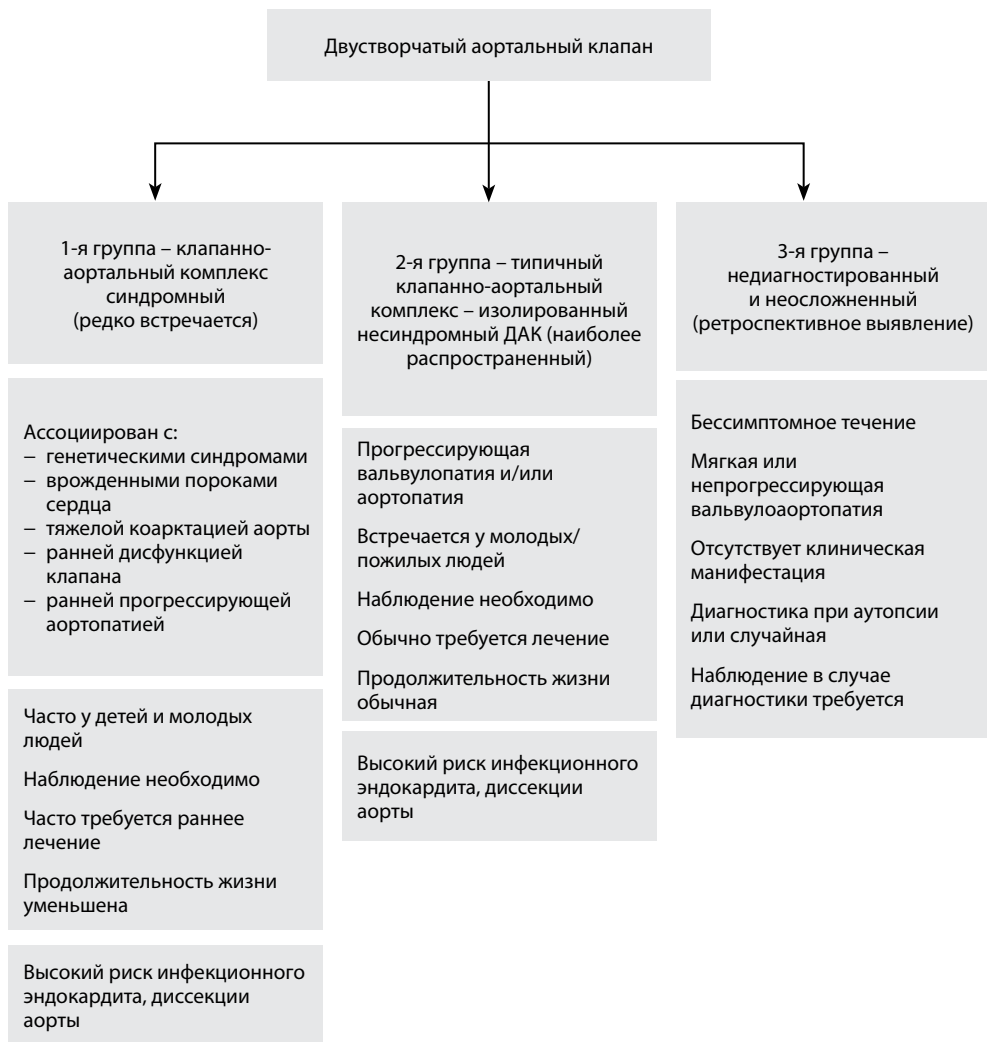 Двустворчатый аортальный клапан
1-я группа – клапанно-
аортальный комплекс
синдромный
(редко встречается)
Ассоциирован с:
– генетическими синдромами
– врожденными пороками
сердца
– тяжелой коарктацией аорты
– ранней дисфункцией
клапана
– ранней прогрессирующей
аортопатией
Часто у детей и молодых
людей
Наблюдение необходимо
Часто требуется раннее
лечение
Продолжительность жизни
уменьшена
Высокий риск инфекционного
эндокардита, диссекции
аорты
2-я группа – типичный
клапанно-аортальный
комплекс – изолированный
несиндромный ДАК (наиболее
распространенный)
Прогрессирующая
вальвулопатия и/или
аортопатия
Встречается у молодых/
пожилых людей
Наблюдение необходимо
Обычно требуется лечение
Продолжительность жизни
обычная
Высокий риск инфекционного
эндокардита, диссекции
аорты
3-я группа –
недиагностированный
и неосложненный
(ретроспективное выявление)
Бессимптомное течение
Мягкая или
непрогрессирующая
вальвулоаортопатия
Отсутствует клиническая
манифестация
Диагностика при аутопсии
или случайная
Наблюдение в случае
диагностики требуется